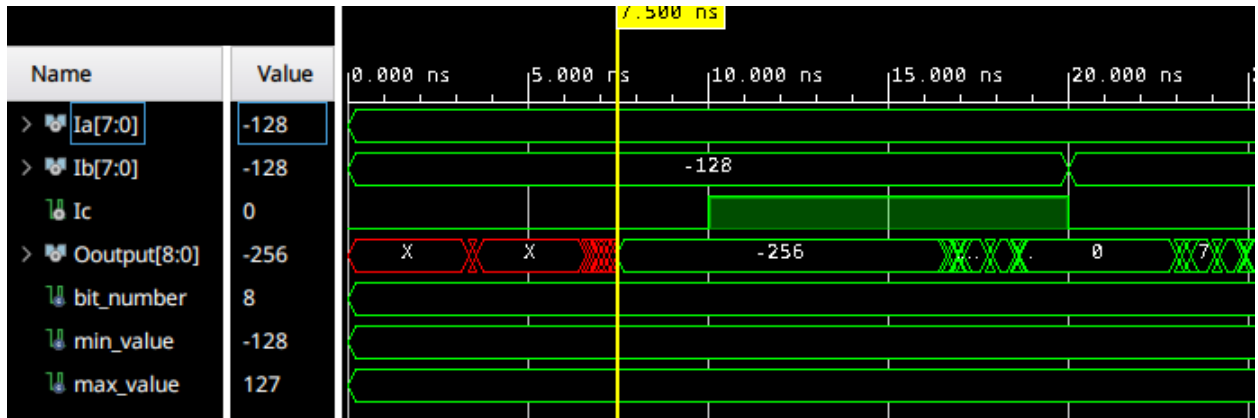 7.500 ns
Name Value 0.000 ns 5.000 ns 10.000 ns 15.000 ns 20.000 ns
Ia[7:0] -128
Ib[7:0] -128 -128
Ic 0
Ooutput[8:0] -256 X X -256 .. . 0 7
bit_number 8
min_value -128
max_value 127